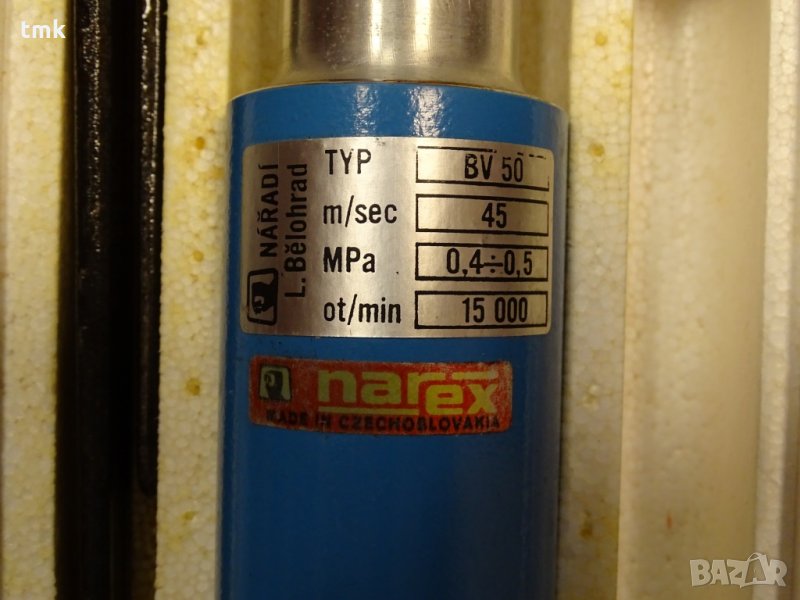 tmk
NÁŘADÍ
L. Bělohrad
TYP BV 50
m/sec 45
MPa 0,4÷0,5
ot/min 15 000
narex
MADE IN CZECHOSLOVAKIA
BAZAR